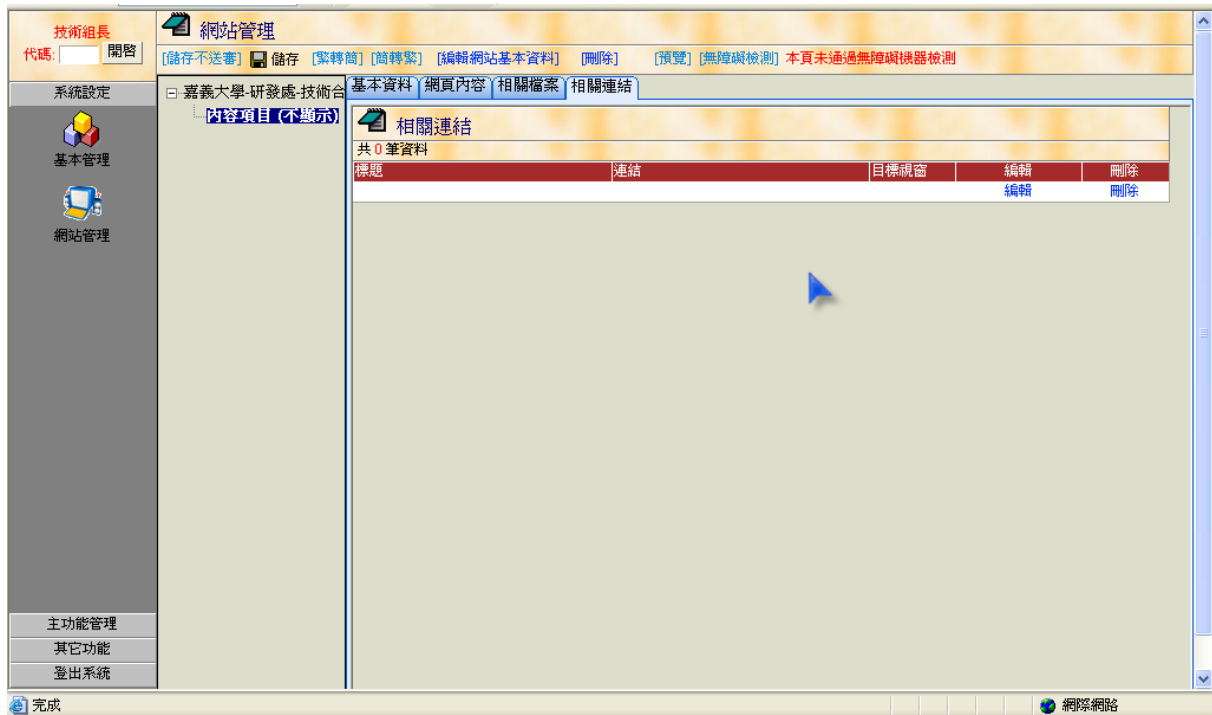 技術組長
代碼: 開啓
系統設定
基本管理
網站管理
主功能管理
其它功能
登出系統
網站管理
[儲存不送審] 儲存 [繁轉簡] [簡轉繁] [編輯網站基本資料] [刪除] [預覽] [無障礙檢測] 本頁未通過無障礙機器檢測
嘉義大學-研發處-技術合
內容項目 (不顯示)
基本資料 網頁內容 相關檔案 相關連結
相關連結
共0筆資料
標題 連結 目標視窗 編輯 刪除
編輯 刪除
完成 網際網路